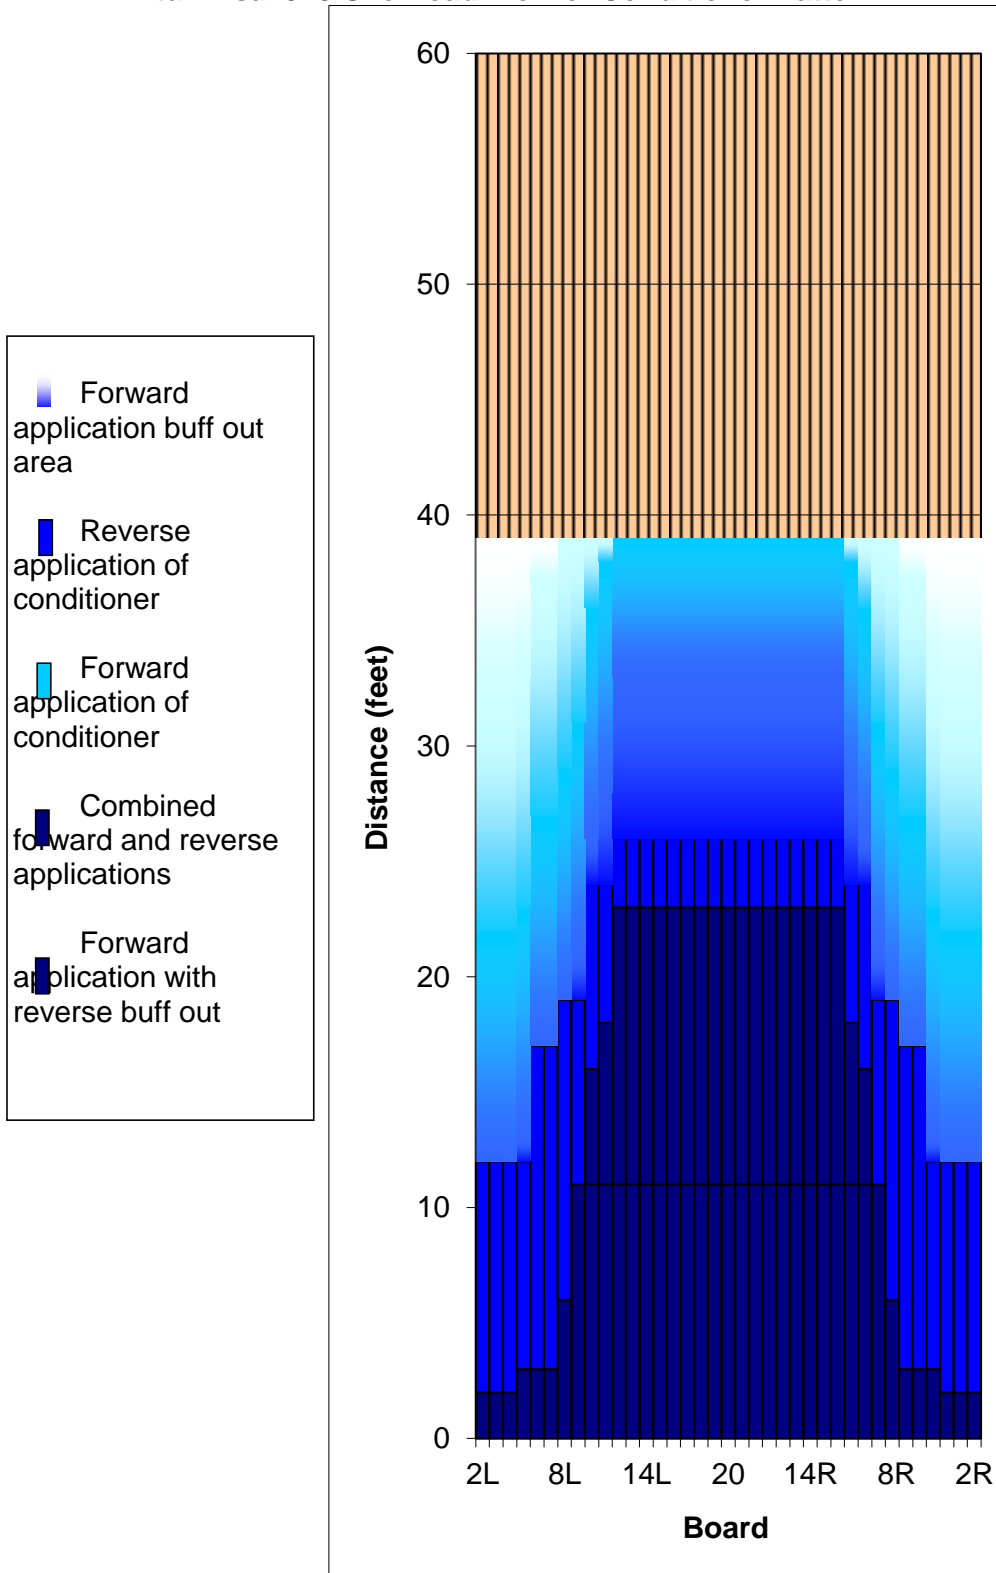 60
50
40
30
20
10
0
Distance (feet)
Forward
application buff out
area
Reverse
application of
conditioner
Forward
application of
conditioner
Combined
forward and reverse
applications
Forward
application with
reverse buff out
2L 8L 14L 20 14R 8R 2R
Board